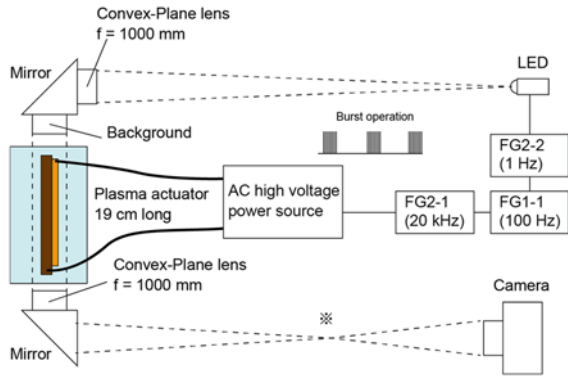 Convex-Plane lens
f = 1000 mm
Mirror
LED
Background
Burst operation
FG2-2
(1 Hz)
Plasma actuator
19 cm long
AC high voltage
power source
FG2-1
(20 kHz)
FG1-1
(100 Hz)
Convex-Plane lens
f = 1000 mm
Camera
※
Mirror